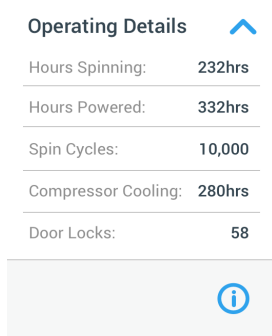 Operating Details
Hours Spinning: 232hrs
Hours Powered: 332hrs
Spin Cycles: 10,000
Compressor Cooling: 280hrs
Door Locks: 58